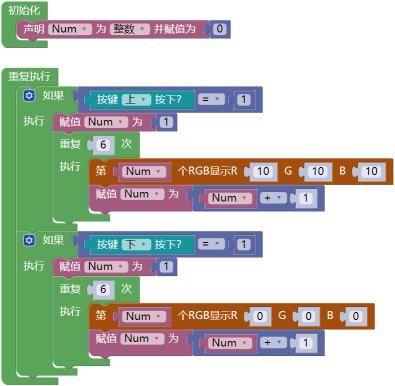 初始化
声明 Num 为 整数 并赋值为 0
重复执行
如果 按键 上 按下? = 1
执行 赋值 Num 为 1
重复 6 次
执行 第 Num 个RGB显示R 10 G 10 B 10
赋值 Num 为 Num + 1
如果 按键 下 按下? = 1
执行 赋值 Num 为 1
重复 6 次
执行 第 Num 个RGB显示R 0 G 0 B 0
赋值 Num 为 Num + 1